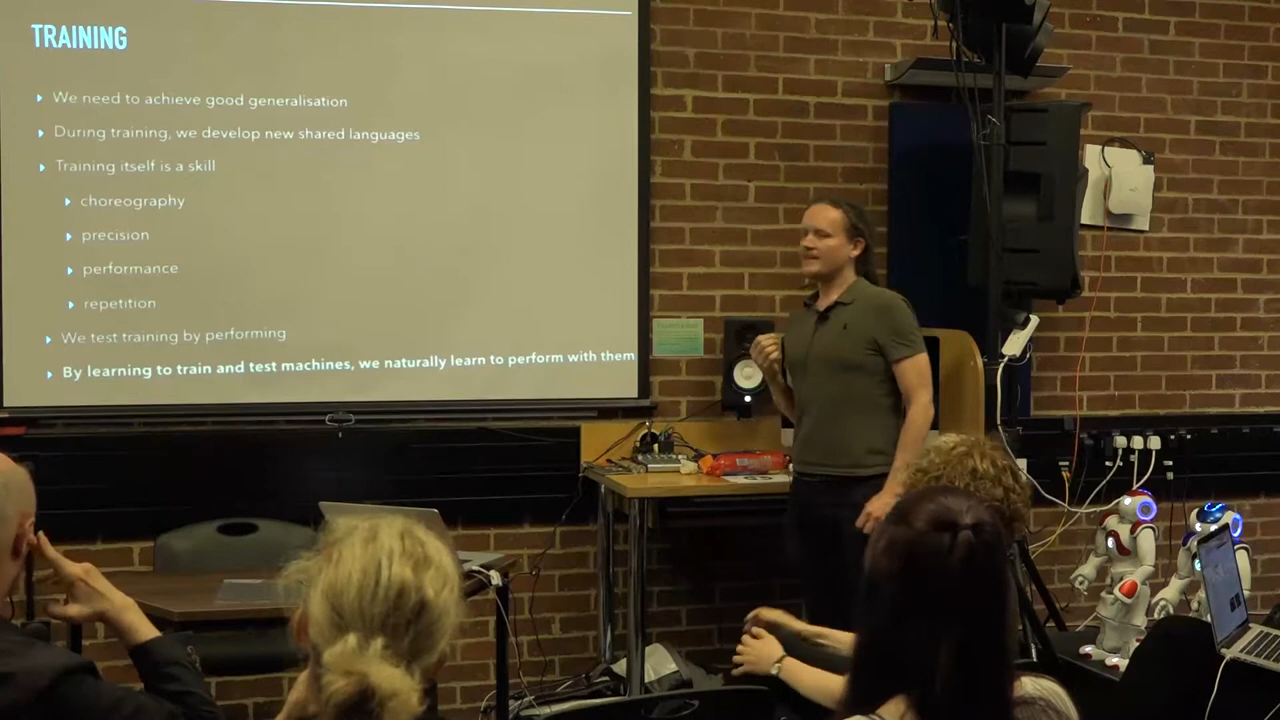 TRAINING
We need to achieve good generalisation
During training, we develop new shared languages
Training itself is a skill
choreography
precision
performance
repetition
We test training by performing
By learning to train and test machines, we naturally learn to perform with them